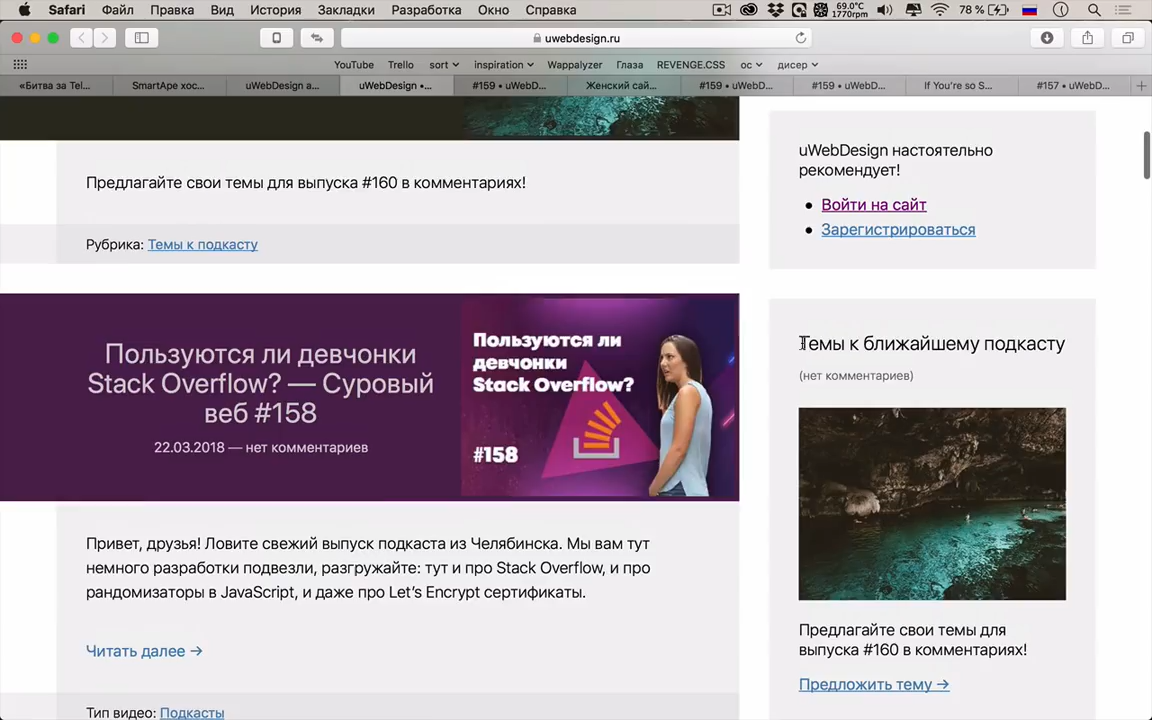 Safari Файл Правка Вид История Закладки Разработка Окно Справка 69.0°C 1770rpm 78 %
uwebdesign.ru
YouTube Trello sort inspiration Wappalyzer Глаза REVENGE.CSS ос дисер
«Битва за Tel... SmartApe хос... uWebDesign а... uWebDesign •... #159 • uWebD... Женский сай... #159 • uWebD... #159 • uWebD... If You're so S... #157 • uWebD...
Предлагайте свои темы для выпуска #160 в комментариях!
Рубрика: Темы к подкасту
Пользуются ли девчонки
Stack Overflow? — Суровый
веб #158
22.03.2018 — нет комментариев
Пользуются ли
девчонки
Stack Overflow?
#158
Привет, друзья! Ловите свежий выпуск подкаста из Челябинска. Мы вам тут
немного разработки подвезли, разгружайте: тут и про Stack Overflow, и про
рандомизаторы в JavaScript, и даже про Let's Encrypt сертификаты.
Читать далее →
Тип видео: Подкасты
uWebDesign настоятельно
рекомендует!
• Войти на сайт
• Зарегистрироваться
Темы к ближайшему подкасту
(нет комментариев)
Предлагайте свои темы для
выпуска #160 в комментариях!
Предложить тему →